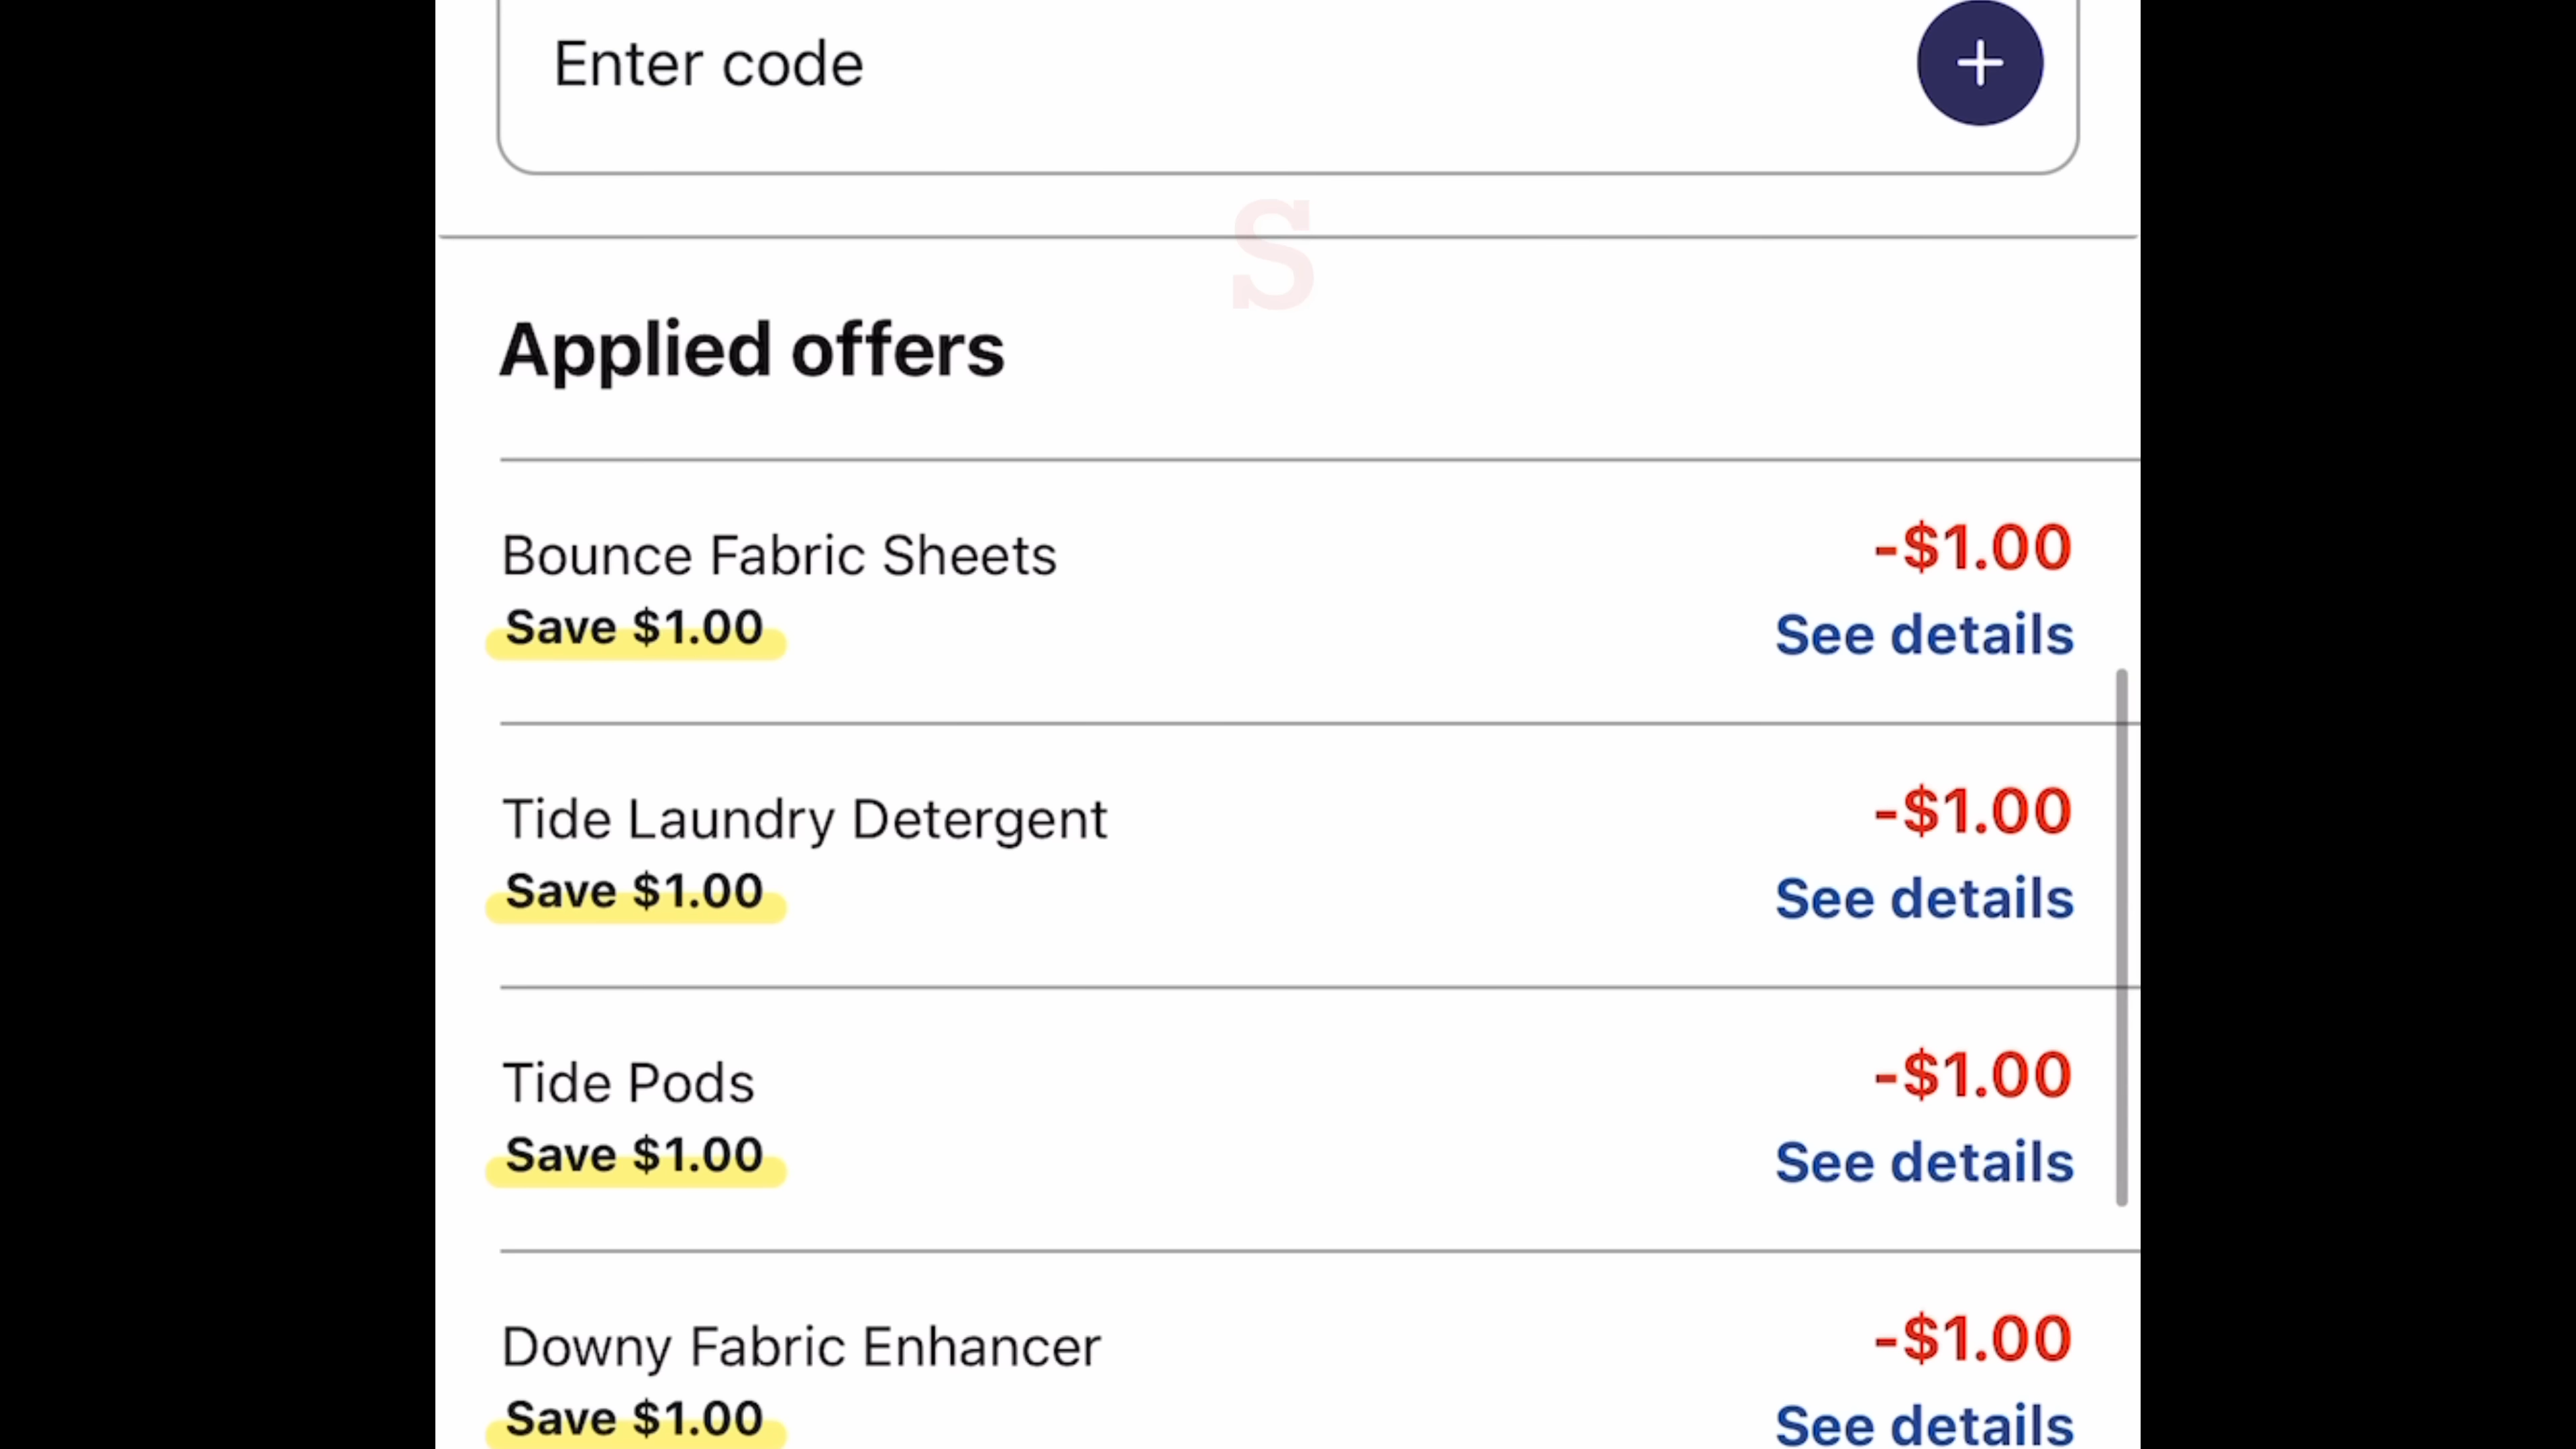 Enter code
S
Applied offers
Bounce Fabric Sheets
-$1.00
Save $1.00
See details
Tide Laundry Detergent
-$1.00
Save $1.00
See details
Tide Pods
-$1.00
Save $1.00
See details
Downy Fabric Enhancer
-$1.00
Save $1.00
See details